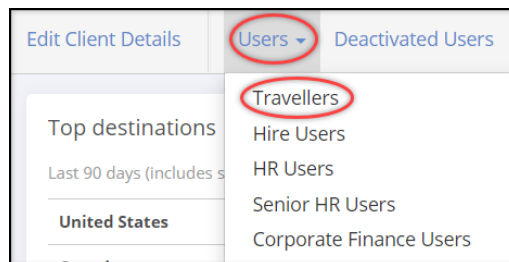 Edit Client Details
Users
Deactivated Users
Travellers
Hire Users
HR Users
Senior HR Users
Corporate Finance Users
Top destinations
Last 90 days (includes s
United States